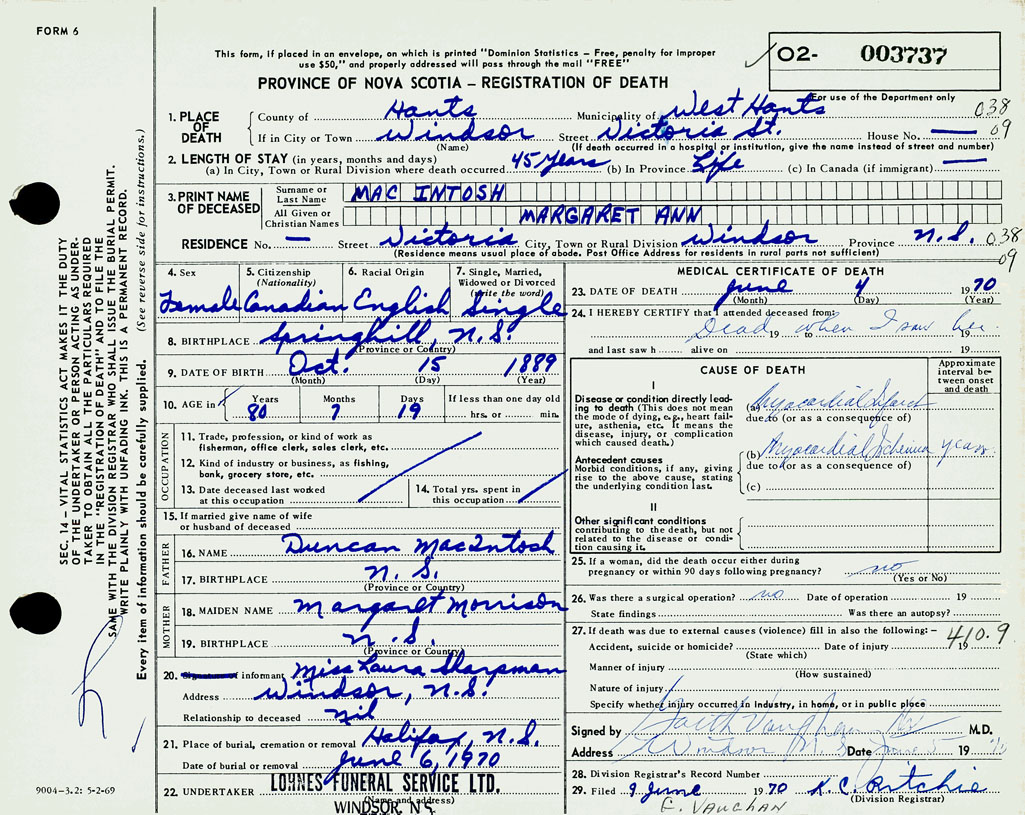 FORM 6
This form, if placed in an envelope, on which is printed "Dominion Statistics – Free, penalty for improper
use $50," and properly addressed will pass through the mail "FREE"
PROVINCE OF NOVA SCOTIA – REGISTRATION OF DEATH
02- 003737
For use of the Department only
038
09
1. PLACE OF DEATH
County of Hants Municipality of West Hants
If in City or Town Windsor Street Victoria St. House No. —
(Name) (If death occurred in a hospital or institution, give the name instead of street and number)
2. LENGTH OF STAY (in years, months and days)
(a) In City, Town or Rural Division where death occurred 45 Years (b) In Province Life (c) In Canada (if immigrant) —
3. PRINT NAME OF DECEASED
Surname or Last Name MAC INTOSH
All Given or Christian Names MARGARET ANN
RESIDENCE No. — Street Victoria City, Town or Rural Division Windsor Province N.S. 038
09
(Residence means usual place of abode. Post Office Address for residents in rural parts not sufficient)
4. Sex Female
5. Citizenship (Nationality) Canadian
6. Racial Origin English
7. Single, Married, Widowed or Divorced (write the word) Single
8. BIRTHPLACE Springhill, N.S.
(Province or Country)
9. DATE OF BIRTH Oct. 15 1889
(Month) (Day) (Year)
10. AGE in Years 80 Months 7 Days 19 If less than one day old
hrs. or min.
OCCUPATION
11. Trade, profession, or kind of work as
fisherman, office clerk, sales clerk, etc.
12. Kind of industry or business, as fishing,
bank, grocery store, etc.
13. Date deceased last worked
at this occupation
14. Total yrs. spent in
this occupation
15. If married give name of wife
or husband of deceased
FATHER
16. NAME Duncan MacIntosh
17. BIRTHPLACE N.S.
(Province or Country)
MOTHER
18. MAIDEN NAME Margaret Morrison
19. BIRTHPLACE N.S.
(Province or Country)
20. Signature of informant Miss Laura Sharpman
Address Windsor, N.S.
Relationship to deceased nil
21. Place of burial, cremation or removal Halifax, N.S.
Date of burial or removal June 6, 1970
22. UNDERTAKER LOHNES FUNERAL SERVICE LTD.
(Name and address)
WINDSOR, N.S.
MEDICAL CERTIFICATE OF DEATH
23. DATE OF DEATH June 4 1970
(Month) (Day) (Year)
24. I HEREBY CERTIFY that I attended deceased from
Dead 19 to when I saw her 19
and last saw h alive on 19
CAUSE OF DEATH
Approximate interval between onset and death
I
Disease or condition directly leading
to death (This does not mean
the mode of dying, e.g., heart failure,
asthenia, etc. It means the
disease, injury, or complication
which caused death.)
(a) Myocardial Infarct
due to (or as a consequence of)
Antecedent causes
Morbid conditions, if any, giving
rise to the above cause, stating
the underlying condition last.
(b) Myocardial Ischemia years.
due to (or as a consequence of)
(c)
II
Other significant conditions
contributing to the death, but not
related to the disease or condition
causing it.
25. If a woman, did the death occur either during
pregnancy or within 90 days following pregnancy? no
(Yes or No)
26. Was there a surgical operation? no Date of operation 19
State findings Was there an autopsy?
27. If death was due to external causes (violence) fill in also the following: – 410.9
Accident, suicide or homicide? Date of injury 19
(State which)
Manner of injury
(How sustained)
Nature of injury
Specify whether injury occurred in industry, in home, or in public place
Signed by Garth Vaughan M.D.
Address Windsor N.S. Date June 5 19
28. Division Registrar's Record Number
29. Filed 9 June 1970 K.C. Ritchie
(Division Registrar)
E. VAUGHAN
SEC. 14 – VITAL STATISTICS ACT MAKES IT THE DUTY
OF THE UNDERTAKER OR PERSON ACTING AS UNDERTAKER
TO OBTAIN ALL THE PARTICULARS REQUIRED
IN THE "REGISTRATION OF DEATH" AND TO FILE THE
SAME WITH THE DIVISION REGISTRAR WHO SHALL ISSUE THE BURIAL PERMIT.
WRITE PLAINLY WITH UNFADING INK. THIS IS A PERMANENT RECORD.
Every item of information should be carefully supplied. (See reverse side for instructions.)
9004-3.2: 5-2-69